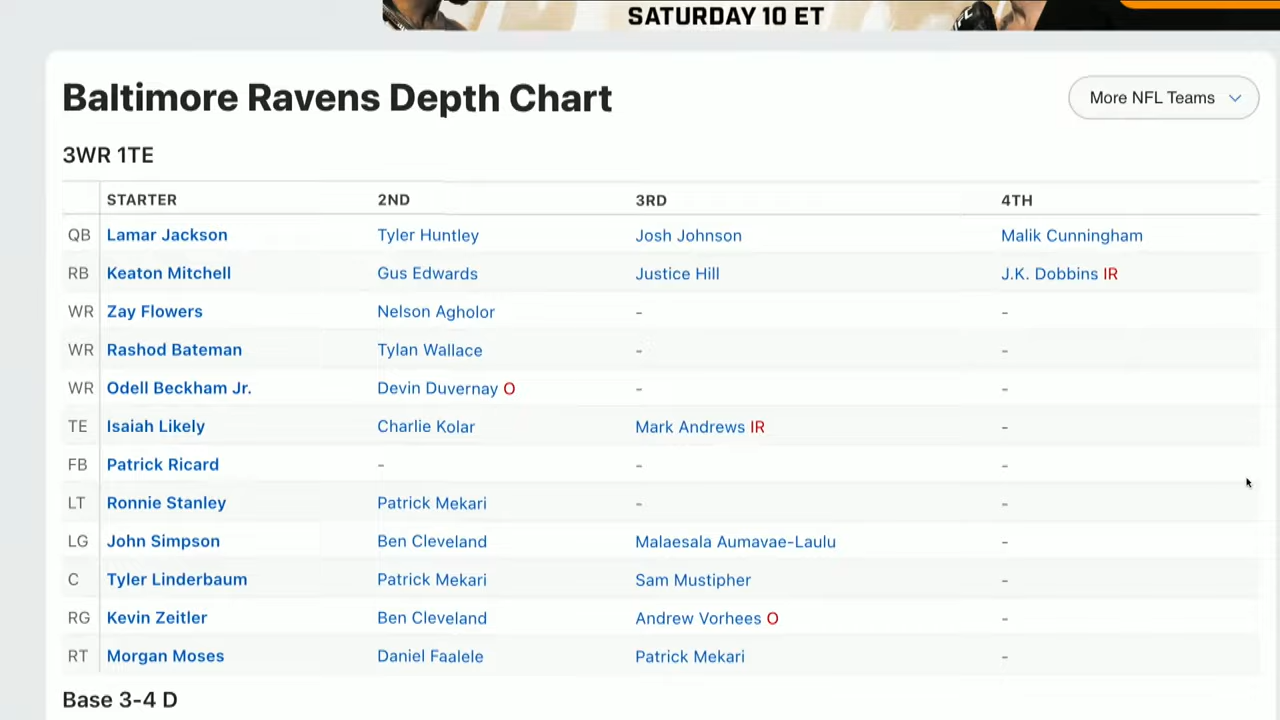 SATURDAY 10 ET
Baltimore Ravens Depth Chart
More NFL Teams
3WR 1TE
STARTER 2ND 3RD 4TH
QB Lamar Jackson Tyler Huntley Josh Johnson Malik Cunningham
RB Keaton Mitchell Gus Edwards Justice Hill J.K. Dobbins IR
WR Zay Flowers Nelson Agholor - -
WR Rashod Bateman Tylan Wallace - -
WR Odell Beckham Jr. Devin Duvernay O - -
TE Isaiah Likely Charlie Kolar Mark Andrews IR -
FB Patrick Ricard - - -
LT Ronnie Stanley Patrick Mekari - -
LG John Simpson Ben Cleveland Malaesala Aumavae-Laulu -
C Tyler Linderbaum Patrick Mekari Sam Mustipher -
RG Kevin Zeitler Ben Cleveland Andrew Vorhees O -
RT Morgan Moses Daniel Faalele Patrick Mekari -
Base 3-4 D